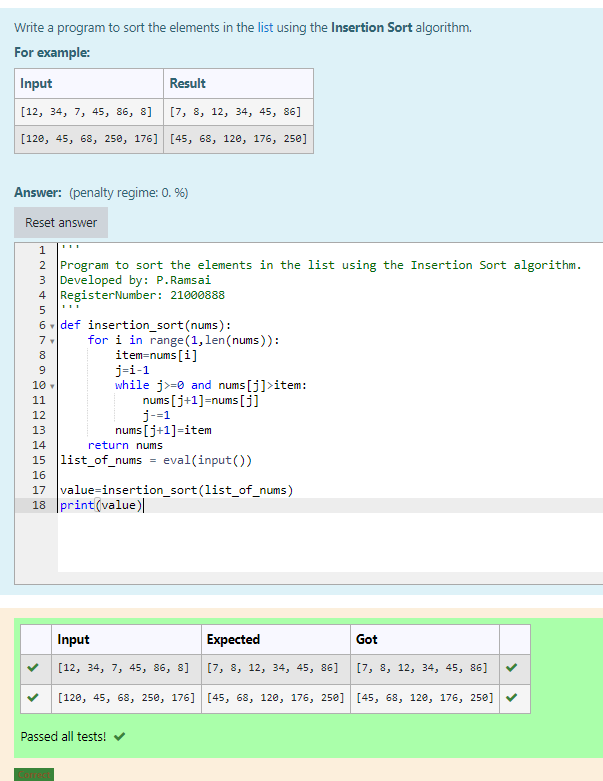 Write a program to sort the elements in the list using the Insertion Sort algorithm.
For example:
Input Result
[12, 34, 7, 45, 86, 8] [7, 8, 12, 34, 45, 86]
[120, 45, 68, 250, 176] [45, 68, 120, 176, 250]
Answer: (penalty regime: 0. %)
Reset answer
1 '''
2 Program to sort the elements in the list using the Insertion Sort algorithm.
3 Developed by: P.Ramsai
4 RegisterNumber: 21000888
5 '''
6 def insertion_sort(nums):
7 for i in range(1,len(nums)):
8 item=nums[i]
9 j=i-1
10 while j>=0 and nums[j]>item:
11 nums[j+1]=nums[j]
12 j-=1
13 nums[j+1]=item
14 return nums
15 list_of_nums = eval(input())
16
17 value=insertion_sort(list_of_nums)
18 print(value)
Input Expected Got
[12, 34, 7, 45, 86, 8] [7, 8, 12, 34, 45, 86] [7, 8, 12, 34, 45, 86]
[120, 45, 68, 250, 176] [45, 68, 120, 176, 250] [45, 68, 120, 176, 250]
Passed all tests!